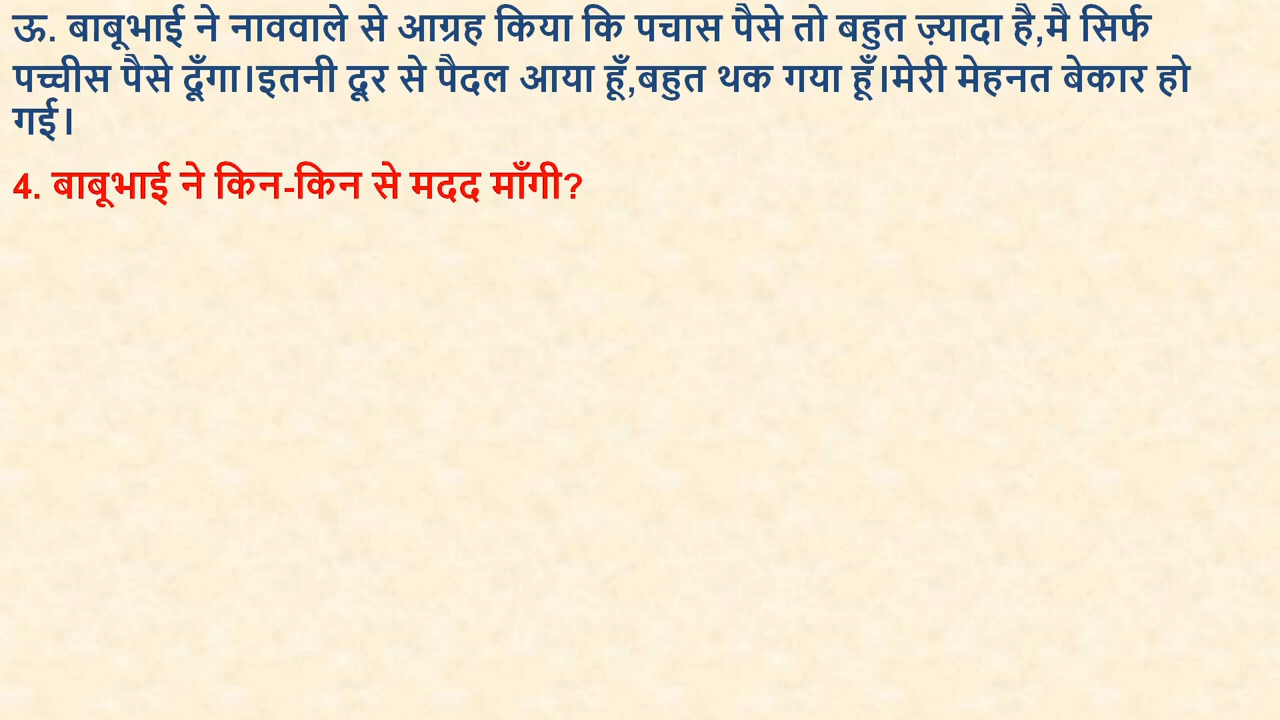 ऊ. बाबूभाई ने नाववाले से आग्रह किया कि पचास पैसे तो बहुत ज़्यादा है,मै सिर्फ
पच्चीस पैसे दूँगा।इतनी दूर से पैदल आया हूँ,बहुत थक गया हूँ।मेरी मेहनत बेकार हो
गई।
4. बाबूभाई ने किन-किन से मदद माँगी?